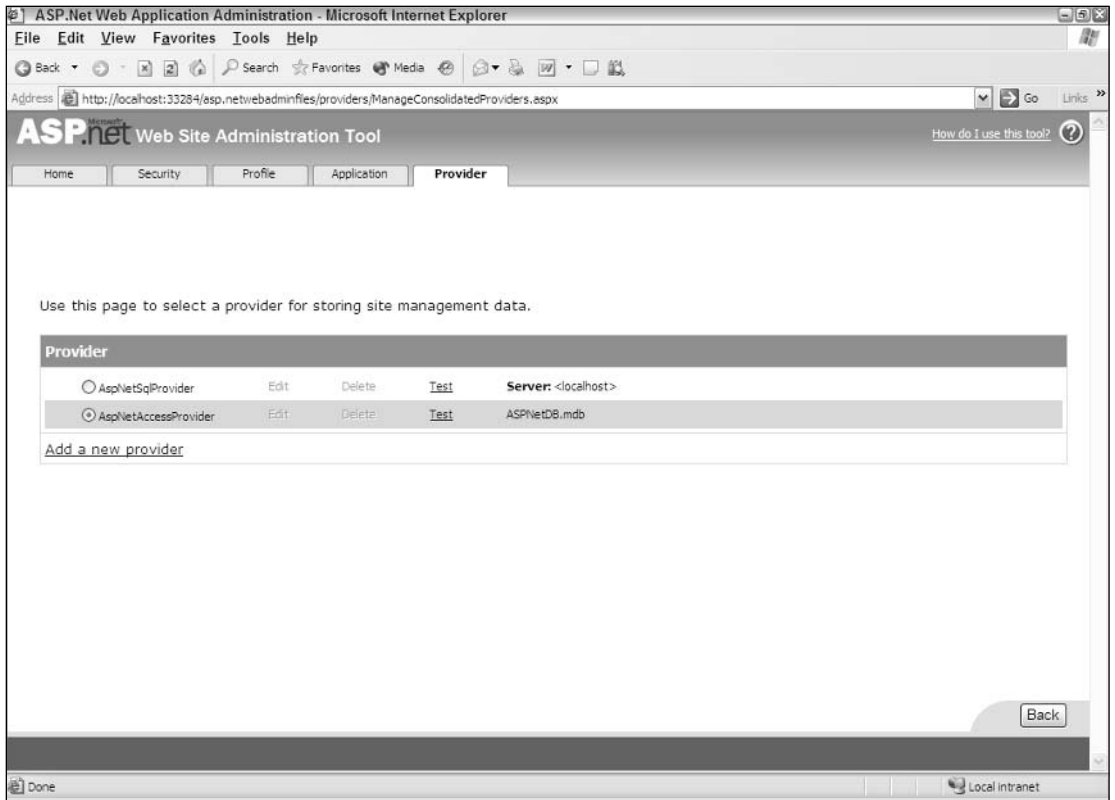 ASP.Net Web Application Administration - Microsoft Internet Explorer
File Edit View Favorites Tools Help
Back Search Favorites Media
Address http://localhost:33284/asp.netwebadminfiles/providers/ManageConsolidatedProviders.aspx Go Links »
Microsoft
ASP.net Web Site Administration Tool How do I use this tool? ?
Home Security Profile Application Provider
Use this page to select a provider for storing site management data.
Provider
AspNetSqlProvider Edit Delete Test Server: <localhost>
AspNetAccessProvider Edit Delete Test ASPNetDB.mdb
Add a new provider
Back
Done Local intranet